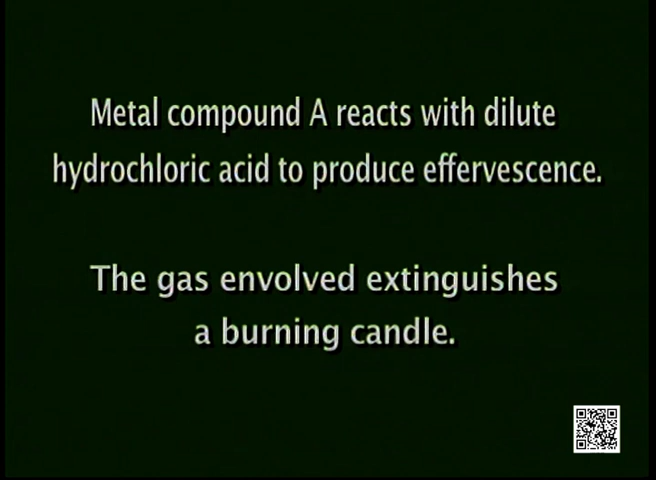 Metal compound A reacts with dilute
hydrochloric acid to produce effervescence.
The gas envolved extinguishes
a burning candle.